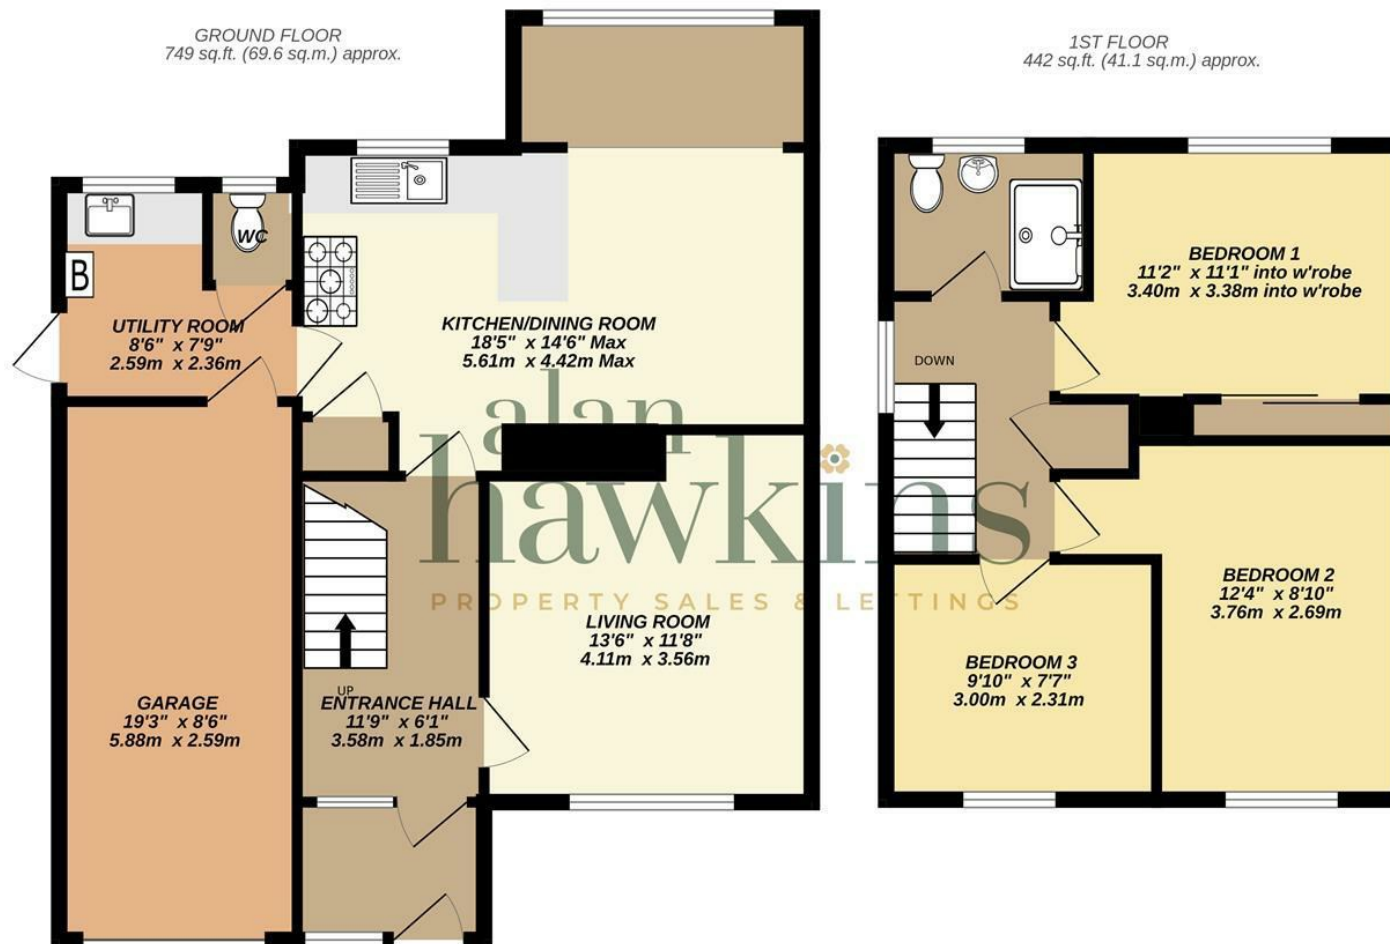 GROUND FLOOR
749 sq.ft. (69.6 sq.m.) approx.
1ST FLOOR
442 sq.ft. (41.1 sq.m.) approx.
WC
B
UTILITY ROOM
8'6" x 7'9"
2.59m x 2.36m
KITCHEN/DINING ROOM
18'5" x 14'6" Max
5.61m x 4.42m Max
GARAGE
19'3" x 8'6"
5.88m x 2.59m
UP
ENTRANCE HALL
11'9" x 6'1"
3.58m x 1.85m
LIVING ROOM
13'6" x 11'8"
4.11m x 3.56m
BEDROOM 1
11'2" x 11'1" into w'robe
3.40m x 3.38m into w'robe
DOWN
BEDROOM 2
12'4" x 8'10"
3.76m x 2.69m
BEDROOM 3
9'10" x 7'7"
3.00m x 2.31m
alan
hawkins
PROPERTY SALES & LETTINGS